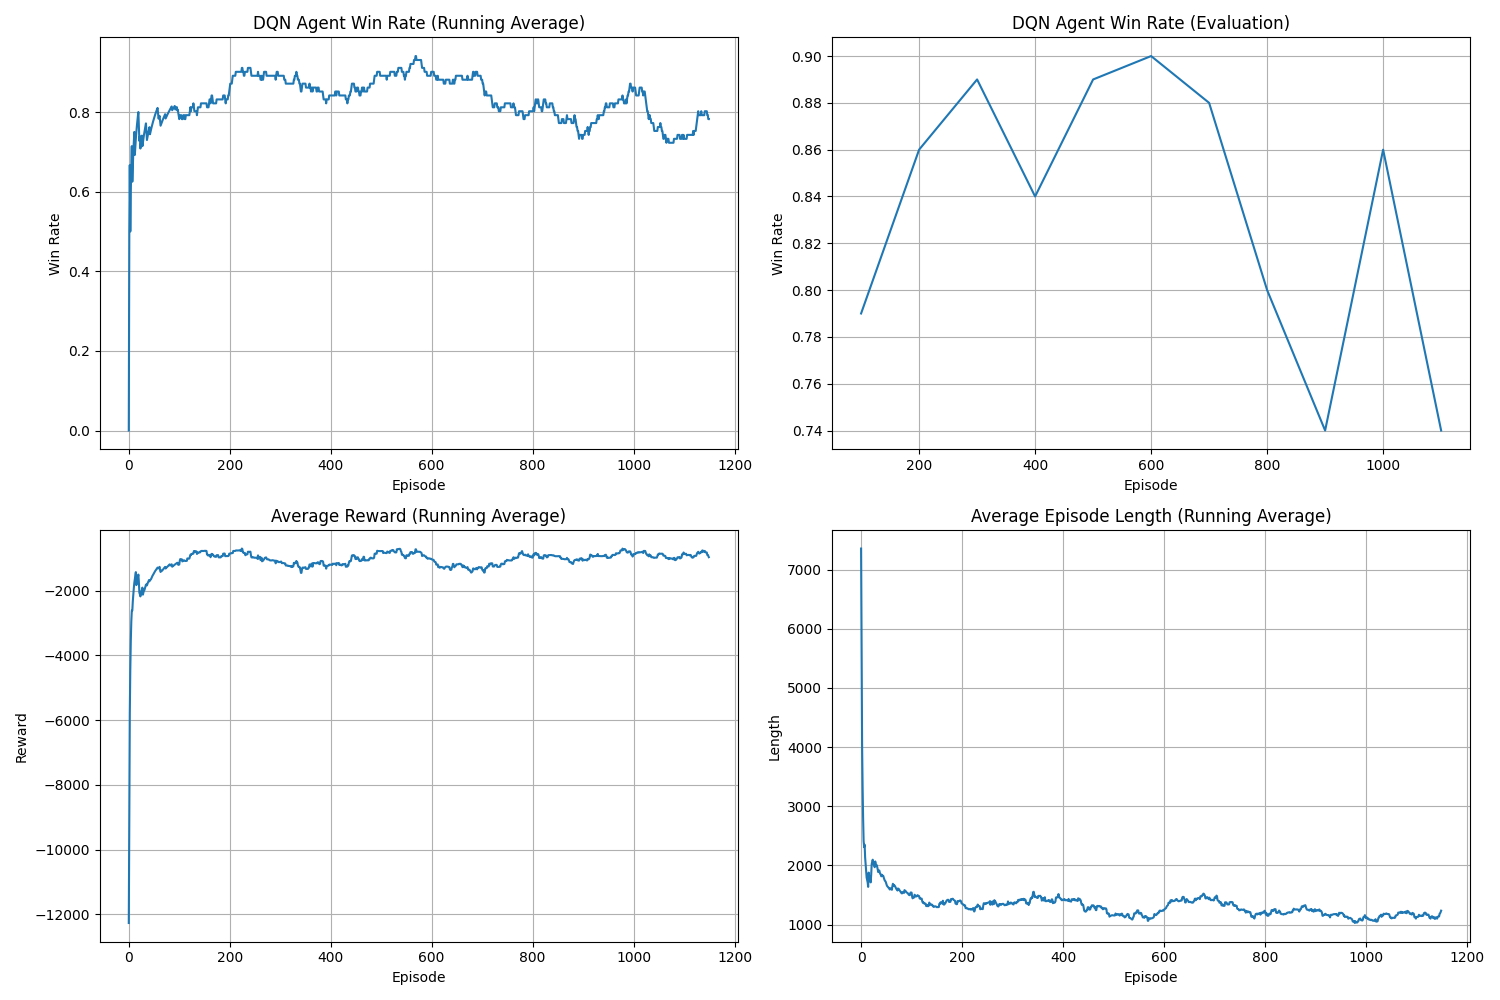 DQN Agent Win Rate (Running Average)
Win Rate
0.8
0.6
0.4
0.2
0.0
0 200 400 600 800 1000 1200
Episode
DQN Agent Win Rate (Evaluation)
Win Rate
0.90
0.88
0.86
0.84
0.82
0.80
0.78
0.76
0.74
200 400 600 800 1000
Episode
Average Reward (Running Average)
Reward
−2000
−4000
−6000
−8000
−10000
−12000
0 200 400 600 800 1000 1200
Episode
Average Episode Length (Running Average)
Length
7000
6000
5000
4000
3000
2000
1000
0 200 400 600 800 1000 1200
Episode